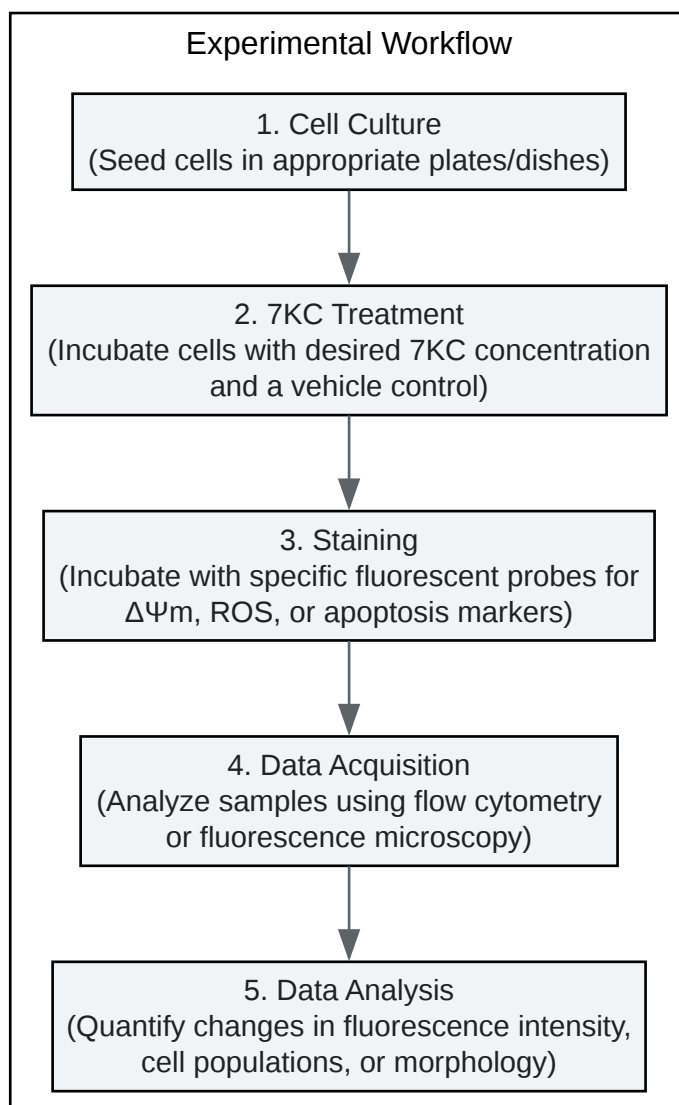 Experimental Workflow
1. Cell Culture
(Seed cells in appropriate plates/dishes)
2. 7KC Treatment
(Incubate cells with desired 7KC concentration
and a vehicle control)
3. Staining
(Incubate with specific fluorescent probes for
ΔΨm, ROS, or apoptosis markers)
4. Data Acquisition
(Analyze samples using flow cytometry
or fluorescence microscopy)
5. Data Analysis
(Quantify changes in fluorescence intensity,
cell populations, or morphology)